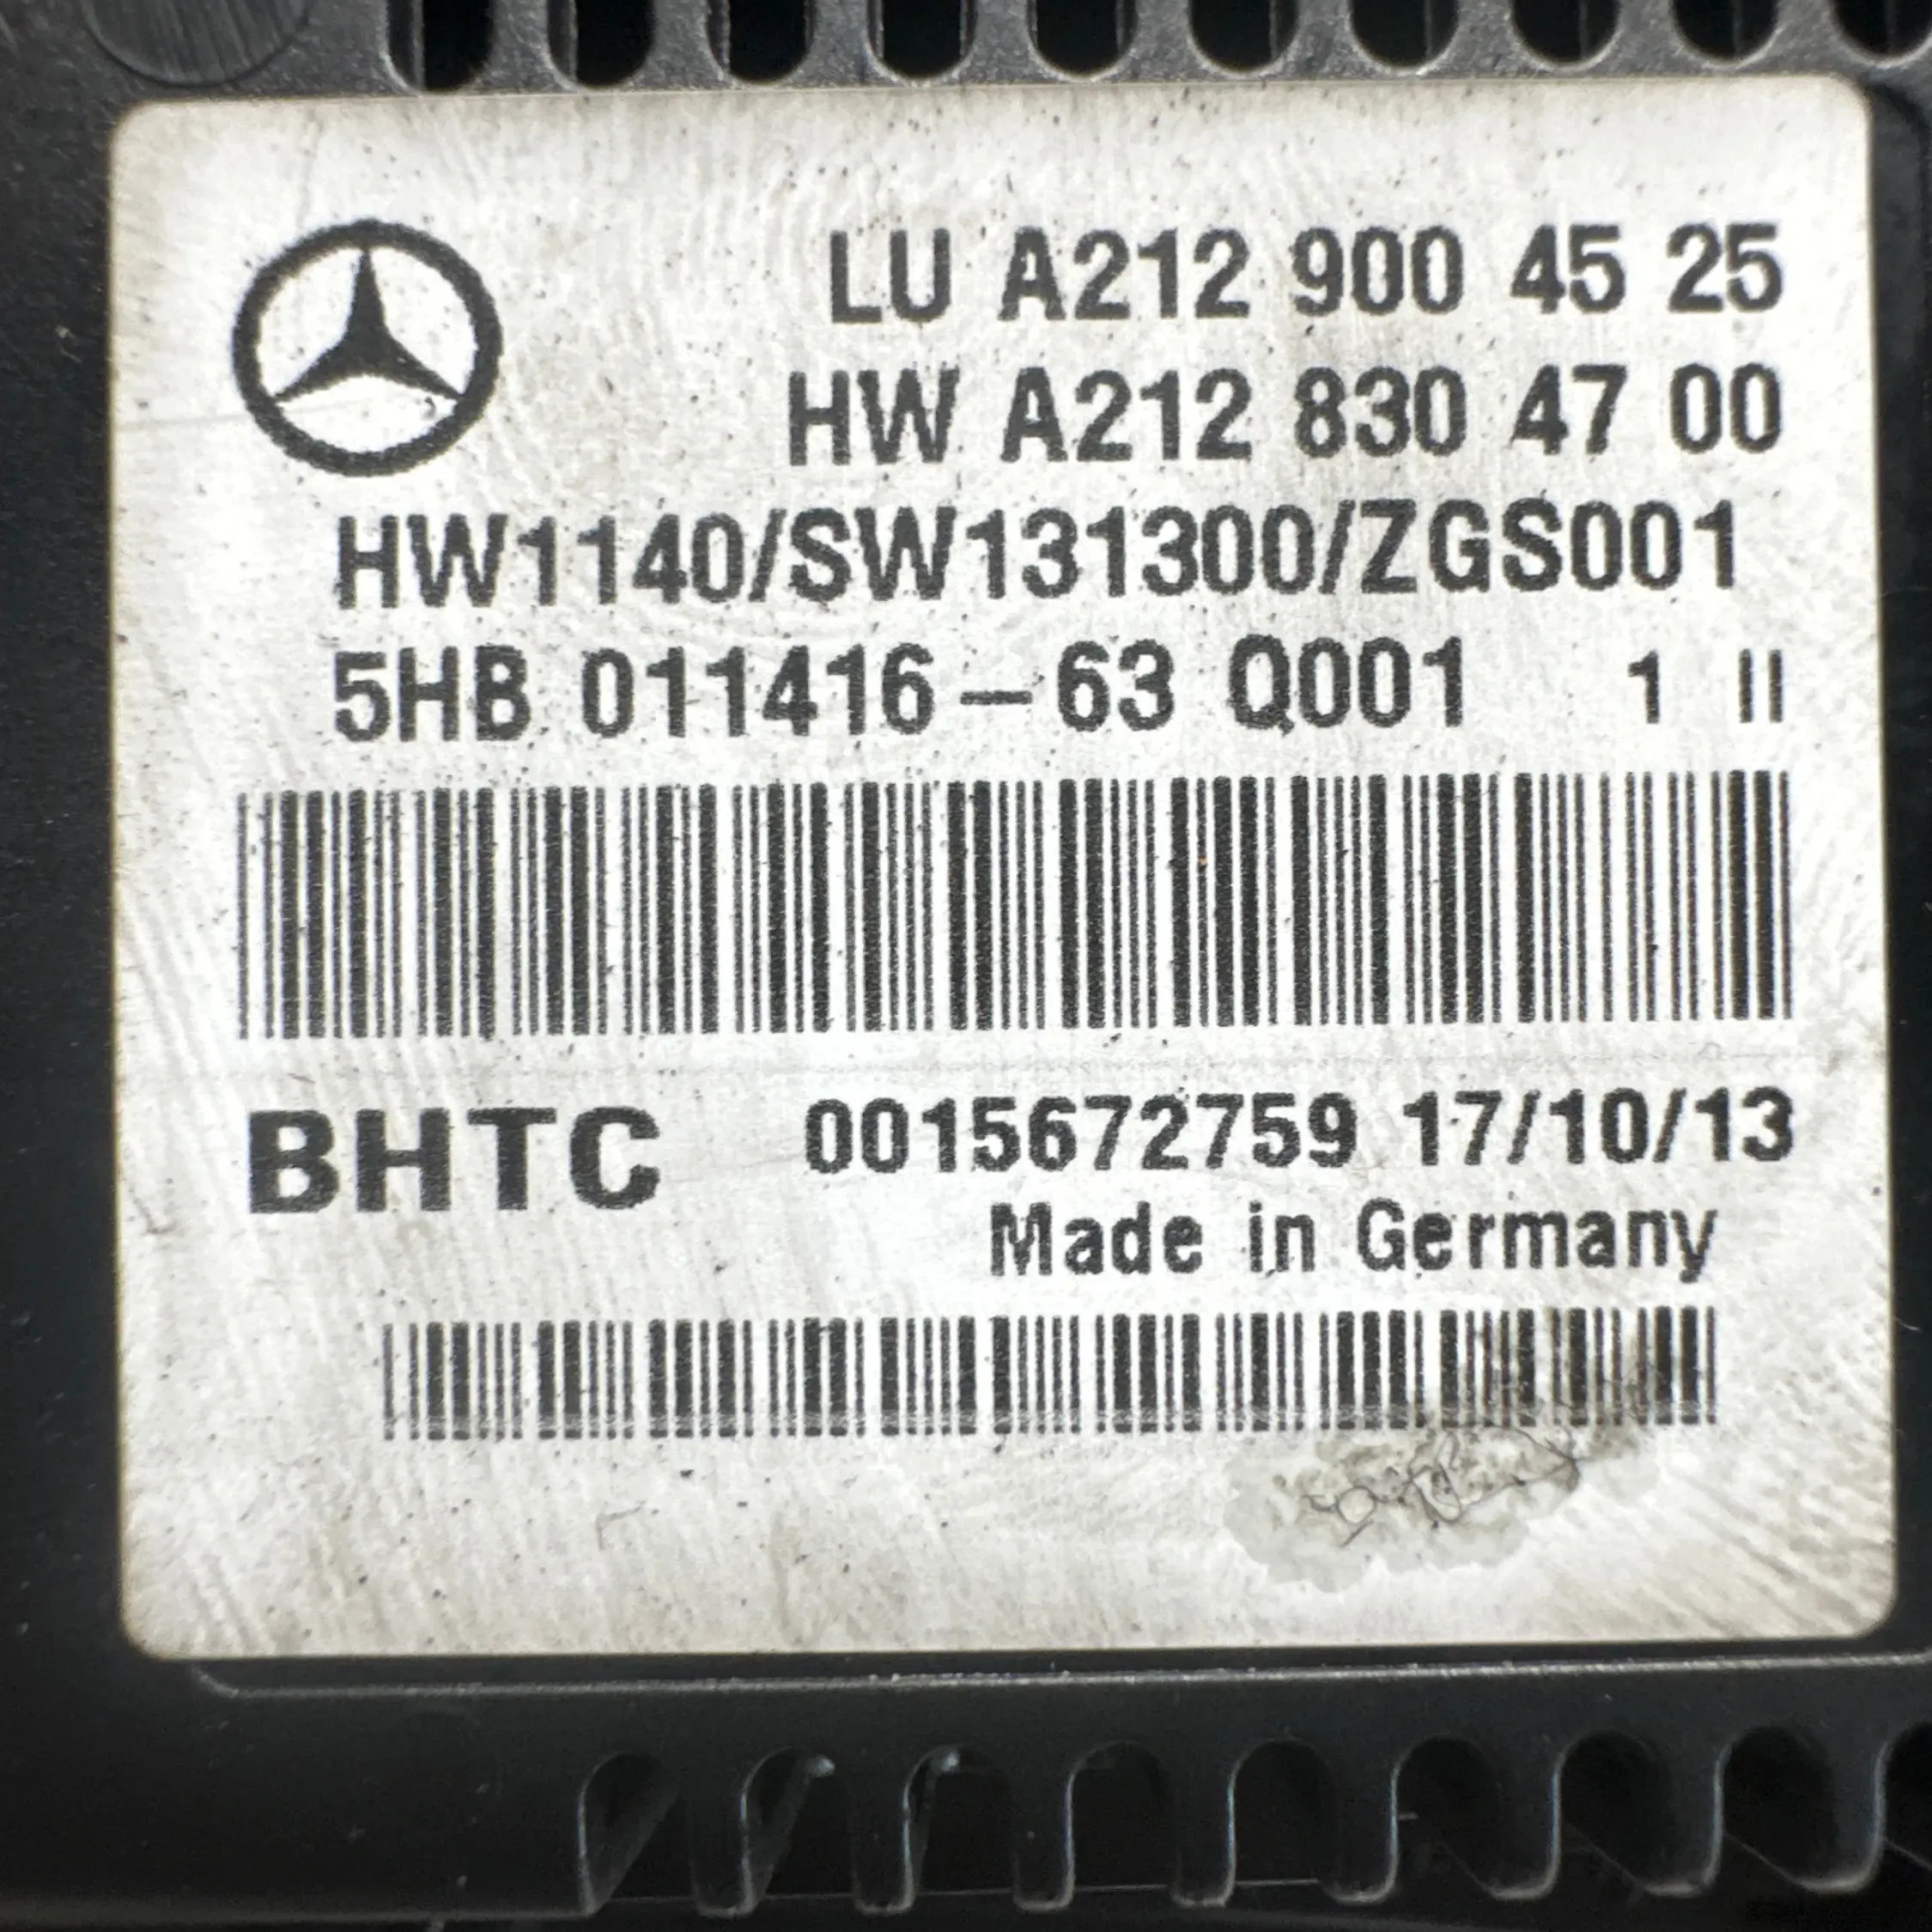 LU A212 900 45 25
HW A212 830 47 00
HW1140/SW131300/ZGS001
5HB 011416-63 Q001 1 II
BHTC 0015672759 17/10/13
Made in Germany